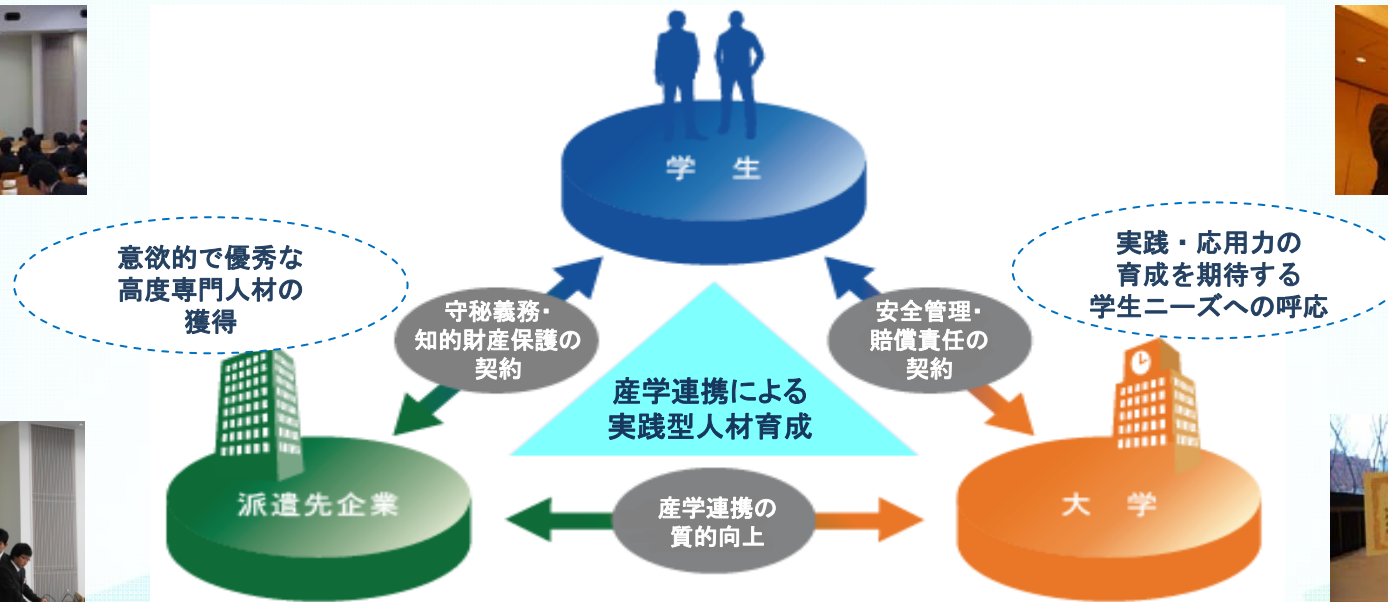 学 生
意欲的で優秀な
高度専門人材の
獲得
実践・応用力の
育成を期待する
学生ニーズへの呼応
守秘義務・
知的財産保護の
契約
安全管理・
賠償責任の
契約
産学連携による
実践型人材育成
派遣先企業
産学連携の
質的向上
大 学